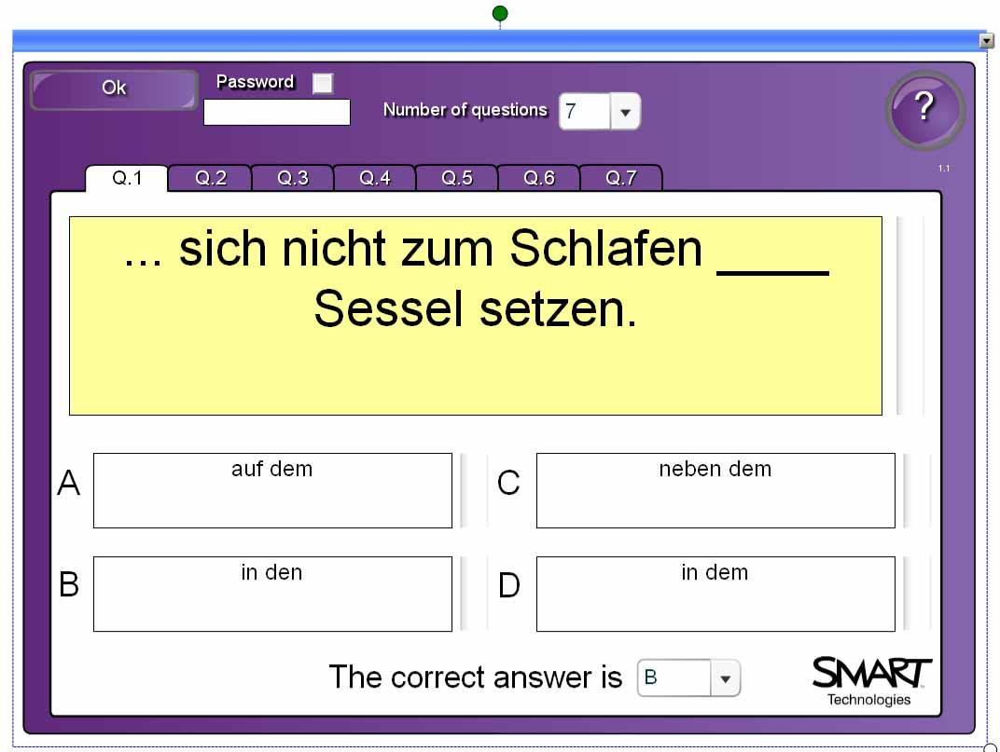 Ok
Password
Number of questions 7
?
1.1
Q.1 Q.2 Q.3 Q.4 Q.5 Q.6 Q.7
... sich nicht zum Schlafen ____
Sessel setzen.
A auf dem
C neben dem
B in den
D in dem
The correct answer is B
SMART
Technologies